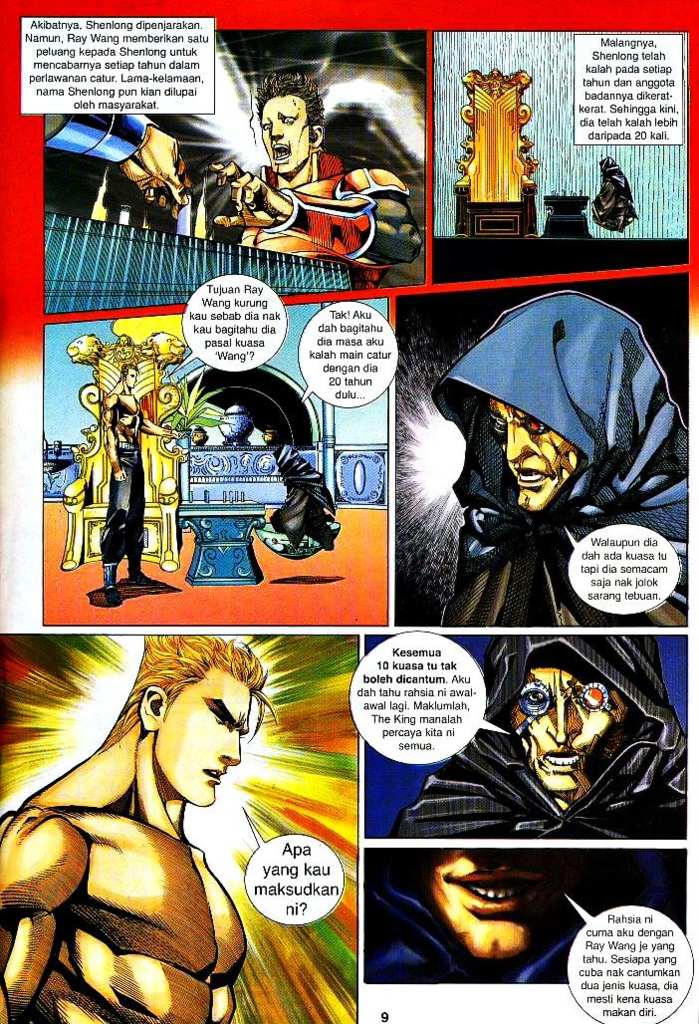 Akibatnya, Shenlong dipenjarakan.
Namun, Ray Wang memberikan satu
peluang kepada Shenlong untuk
mencabarnya setiap tahun dalam
perlawanan catur. Lama-kelamaan,
nama Shenlong pun kian dilupai
oleh masyarakat.
Malangnya,
Shenlong telah
kalah pada setiap
tahun dan anggota
badannya dikerat-
kerat. Sehingga kini,
dia telah kalah lebih
daripada 20 kali.
Tujuan Ray
Wang kurung
kau sebab dia nak
kau bagitahu dia
pasal kuasa
'Wang'?
Tak! Aku
dah bagitahu
dia masa aku
kalah main catur
dengan dia
20 tahun
dulu...
Walaupun dia
dah ada kuasa tu
tapi dia semacam
saja nak jolok
sarang tebuan.
Apa
yang kau
maksudkan
ni?
Kesemua
10 kuasa tu tak
boleh dicantum. Aku
dah tahu rahsia ni awal-
awal lagi. Maklumlah,
The King manalah
percaya kita ni
semua.
Rahsia ni
cuma aku dengan
Ray Wang je yang
tahu. Sesiapa yang
cuba nak cantumkan
dua jenis kuasa, dia
mesti kena kuasa
makan diri.
9